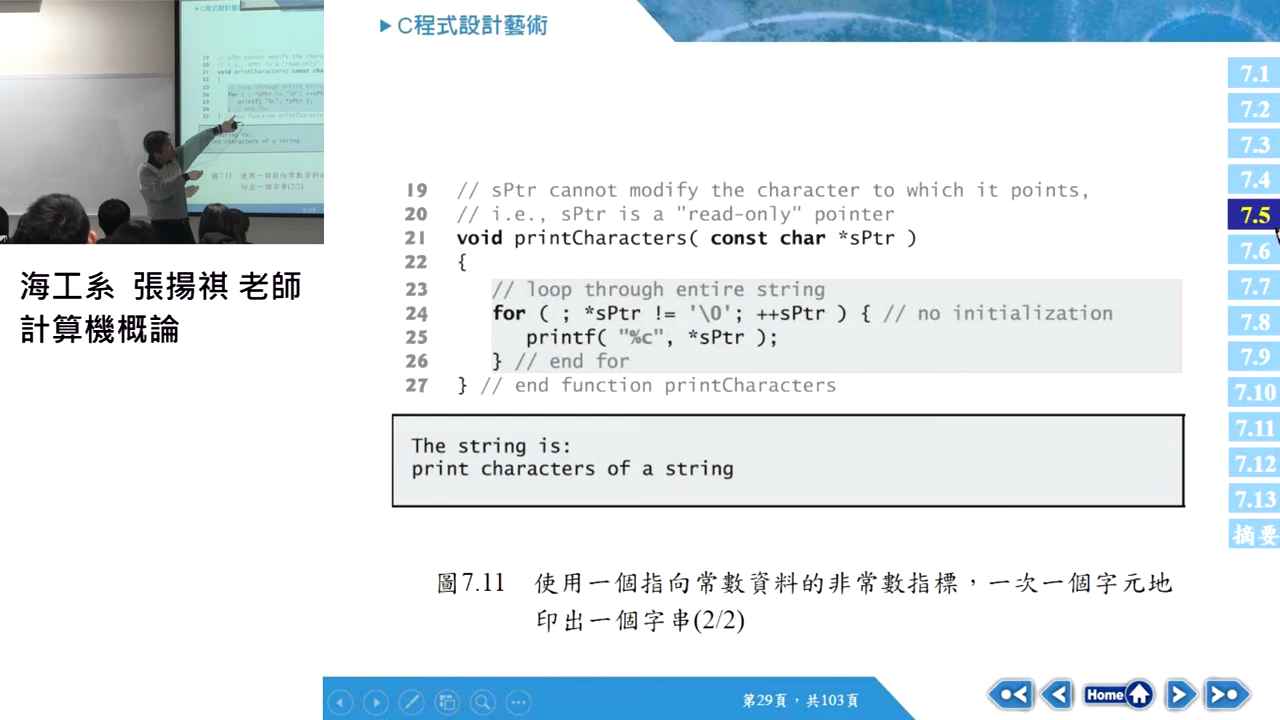 C程式設計藝術
19 // sPtr cannot modify the character to which it points,
20 // i.e., sPtr is a "read-only" pointer
21 void printCharacters( const char *sPtr )
22 {
23 // loop through entire string
24 for ( ; *sPtr != '\0'; ++sPtr ) { // no initialization
25 printf( "%c", *sPtr );
26 } // end for
27 } // end function printCharacters
The string is:
print characters of a string
圖7.11 使用一個指向常數資料的非常數指標，一次一個字元地
印出一個字串(2/2)
第29頁，共103頁
Home
7.1
7.2
7.3
7.4
7.5
7.6
7.7
7.8
7.9
7.10
7.11
7.12
7.13
摘要
海工系 張揚祺 老師
計算機概論